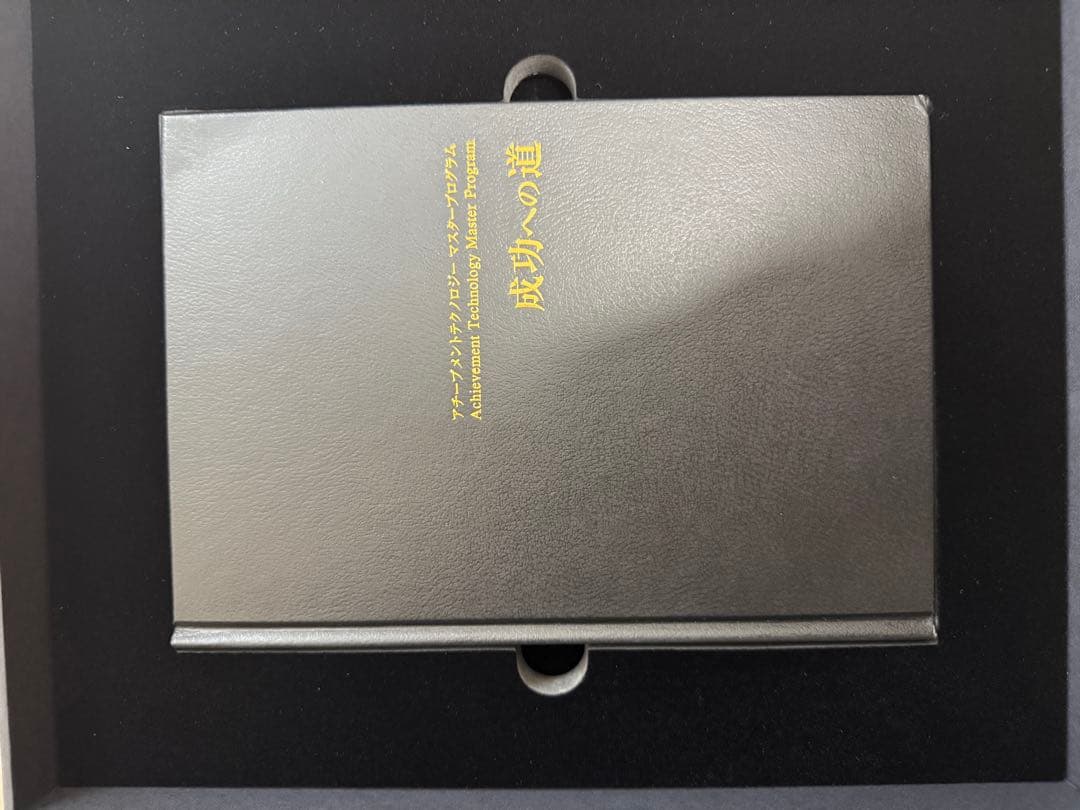 アチーブメントテクノロジー マスタープログラム
Achievement Technology Master Program
成功への道